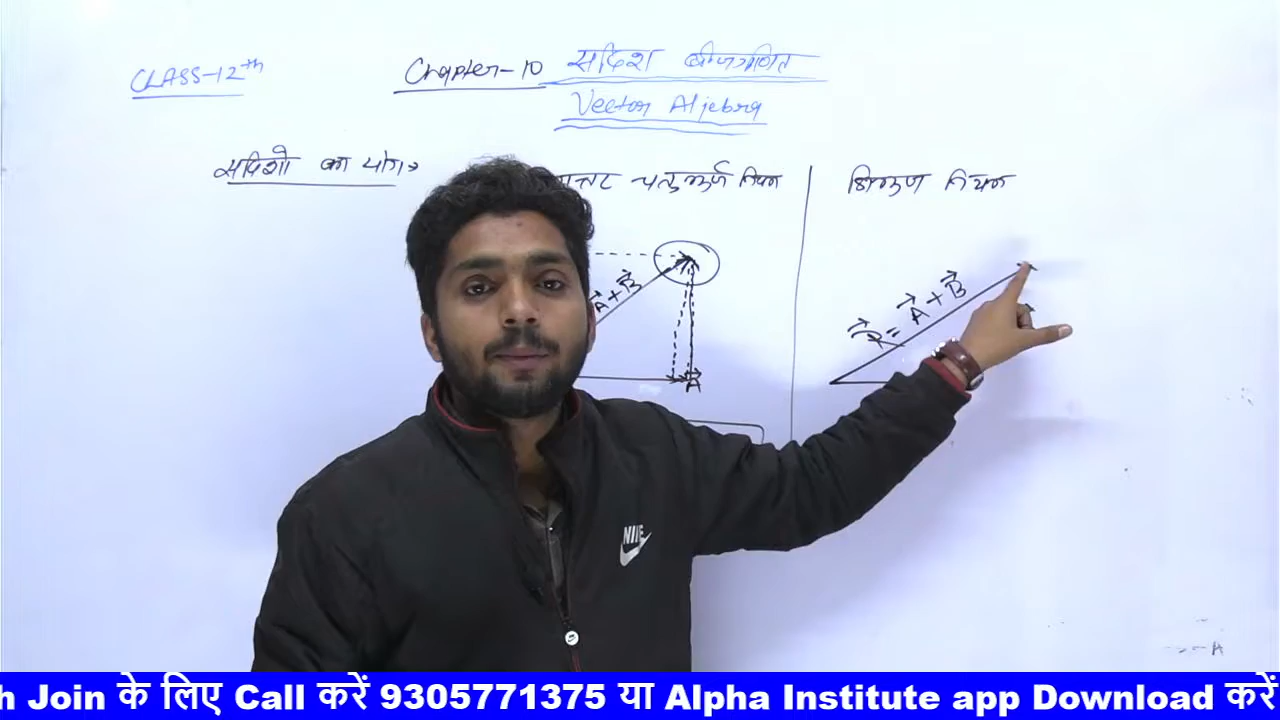 CLASS-12th
Chapter-10 सदिश बीजगणित
Vector Aljebra
सदिशो का योग→
चतुर्भुज नियम
त्रिभुज नियम
A⃗+B⃗
R⃗ = A⃗+B⃗
A⃗
NIKE
A
h Join के लिए Call करें 9305771375 या Alpha Institute app Download करें